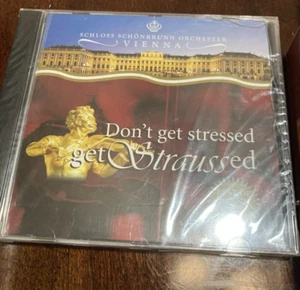 SCHLOSS SCHÖNBRUNN ORCHESTER
VIENNA
Don't get stressed
get Straussed